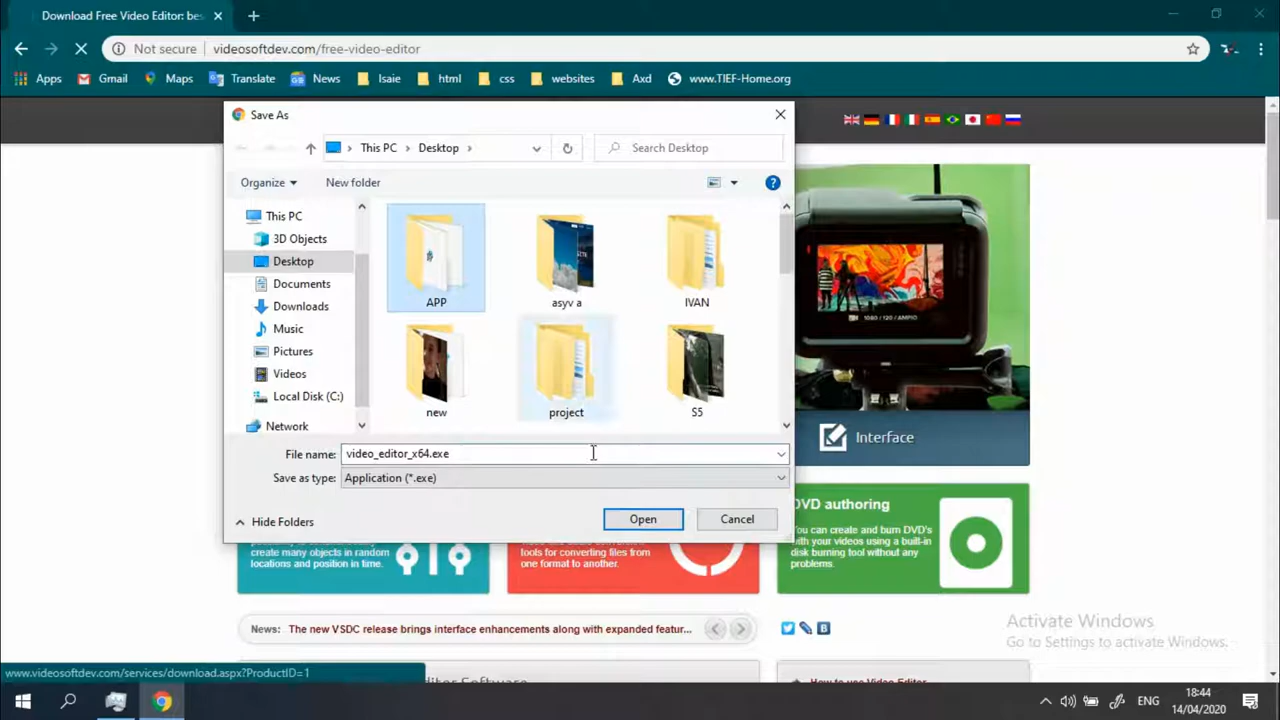 Download Free Video Editor: bes
Not secure
videosoftdev.com/free-video-editor
Apps
Gmail
Maps
Translate
News
Isaie
html
css
websites
Axd
www.TIEF-Home.org
Save As
This PC
Desktop
Search Desktop
Organize
New folder
This PC
3D Objects
Desktop
Documents
Downloads
Music
Pictures
Videos
Local Disk (C:)
Network
APP
asyv a
IVAN
new
project
S5
File name:
video_editor_x64.exe
Save as type:
Application (*.exe)
Hide Folders
Open
Cancel
1080 / 120 / AMPIO
Interface
DVD authoring
You can create and burn DVD's
with your videos using a built-in
disk burning tool without any
problems.
create many objects in random
locations and position in time.
tools for converting files from
one format to another.
News:
The new VSDC release brings interface enhancements along with expanded featur...
Activate Windows
Go to Settings to activate Windows.
www.videosoftdev.com/services/download.aspx?ProductID=1
Editor Software
How to use Video Editor
ENG
18:44
14/04/2020